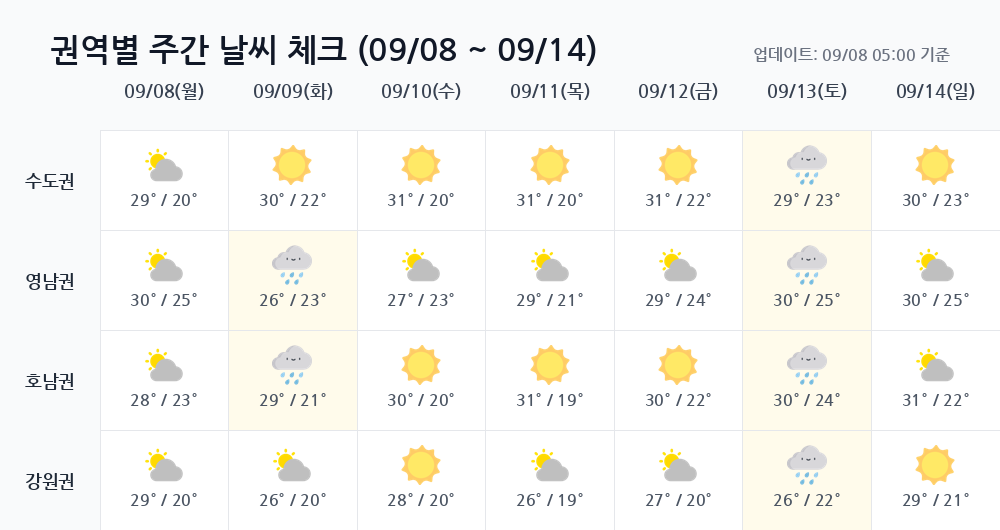 권역별 주간 날씨 체크 (09/08 ~ 09/14)
업데이트: 09/08 05:00 기준
09/08(월) 09/09(화) 09/10(수) 09/11(목) 09/12(금) 09/13(토) 09/14(일)
수도권 29° / 20° 30° / 22° 31° / 20° 31° / 20° 31° / 22° 29° / 23° 30° / 23°
영남권 30° / 25° 26° / 23° 27° / 23° 29° / 21° 29° / 24° 30° / 25° 30° / 25°
호남권 28° / 23° 29° / 21° 30° / 20° 31° / 19° 30° / 22° 30° / 24° 31° / 22°
강원권 29° / 20° 26° / 20° 28° / 20° 26° / 19° 27° / 20° 26° / 22° 29° / 21°